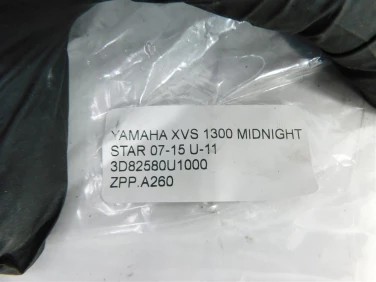 YAMAHA XVS 1300 MIDNIGHT
STAR 07-15 U-11
3D82580U1000
ZPP.A260